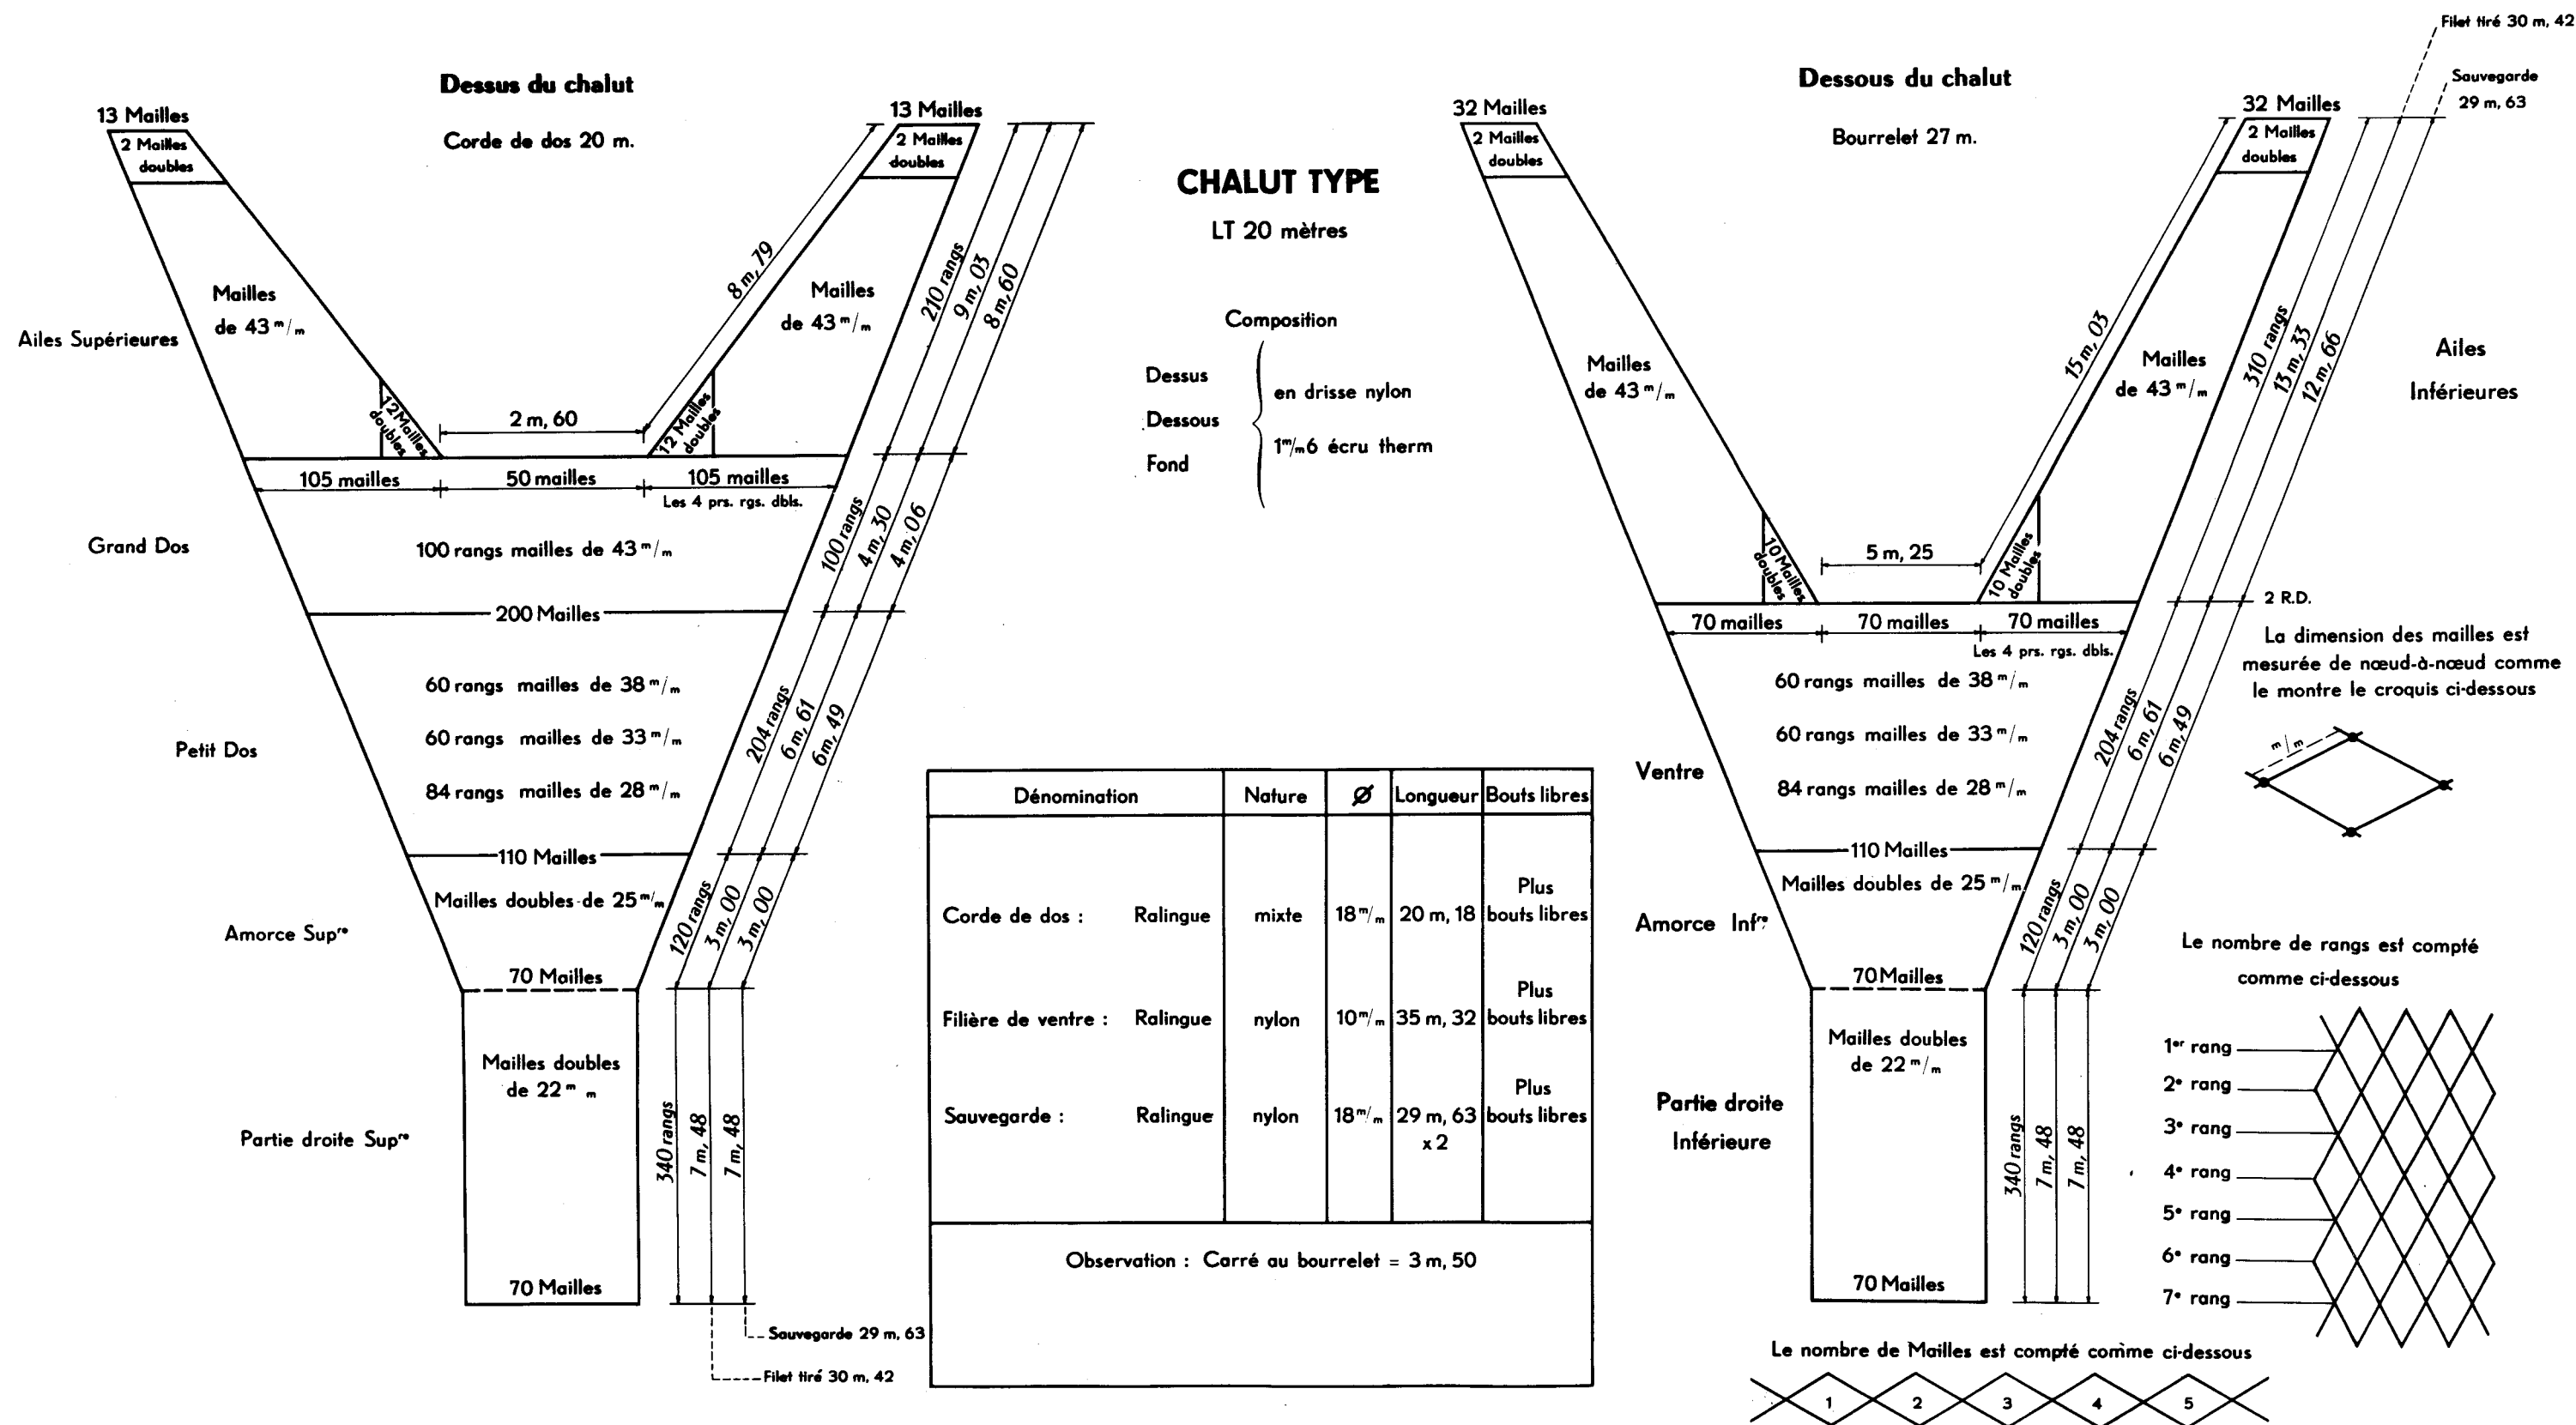 Dessus du chalut
Corde de dos 20 m.
13 Mailles
13 Mailles
2 Mailles
doubles
2 Mailles
doubles
Mailles
de 43 m/m
Mailles
de 43 m/m
8 m, 79
210 rangs
9 m, 03
8 m, 60
Ailes Supérieures
12 Mailles
doubles
2 m, 60
12 Mailles
doubles
105 mailles
50 mailles
105 mailles
Les 4 prs. rgs. dbls.
Grand Dos
100 rangs mailles de 43 m/m
100 rangs
4 m, 30
4 m, 06
200 Mailles
60 rangs mailles de 38 m/m
60 rangs mailles de 33 m/m
84 rangs mailles de 28 m/m
Petit Dos
204 rangs
6 m, 61
6 m, 49
110 Mailles
Mailles doubles de 25 m/m
Amorce Supre
120 rangs
3 m, 00
3 m, 00
70 Mailles
Mailles doubles
de 22 m m
Partie droite Supre
340 rangs
7 m, 48
7 m, 48
70 Mailles
Sauvegarde 29 m, 63
Filet tiré 30 m, 42
CHALUT TYPE
LT 20 mètres
Composition
Dessus
Dessous
Fond
en drisse nylon
1 m/m 6 écru therm
Dénomination Nature Ø Longueur Bouts libres
Corde de dos : Ralingue mixte 18 m/m 20 m, 18 Plus
bouts libres
Filière de ventre : Ralingue nylon 10 m/m 35 m, 32 Plus
bouts libres
Sauvegarde : Ralingue nylon 18 m/m 29 m, 63 Plus
x 2 bouts libres
Observation : Carré au bourrelet = 3 m, 50
Dessous du chalut
Bourrelet 27 m.
Filet tiré 30 m, 42
Sauvegarde
29 m, 63
32 Mailles
32 Mailles
2 Mailles
doubles
2 Mailles
doubles
Mailles
de 43 m/m
Mailles
de 43 m/m
15 m, 03
310 rangs
13 m, 33
12 m, 66
Ailes
Inférieures
10 Mailles
doubles
5 m, 25
10 Mailles
doubles
2 R.D.
70 mailles
70 mailles
70 mailles
Les 4 prs. rgs. dbls.
60 rangs mailles de 38 m/m
60 rangs mailles de 33 m/m
84 rangs mailles de 28 m/m
Ventre
204 rangs
6 m, 61
6 m, 49
110 Mailles
Mailles doubles de 25 m/m
Amorce Infre
120 rangs
3 m, 00
3 m, 00
70 Mailles
Mailles doubles
de 22 m/m
Partie droite
Inférieure
340 rangs
7 m, 48
7 m, 48
70 Mailles
La dimension des mailles est
mesurée de nœud-à-nœud comme
le montre le croquis ci-dessous
m/m
Le nombre de rangs est compté
comme ci-dessous
1er rang
2e rang
3e rang
4e rang
5e rang
6e rang
7e rang
Le nombre de Mailles est compté comme ci-dessous
1 2 3 4 5